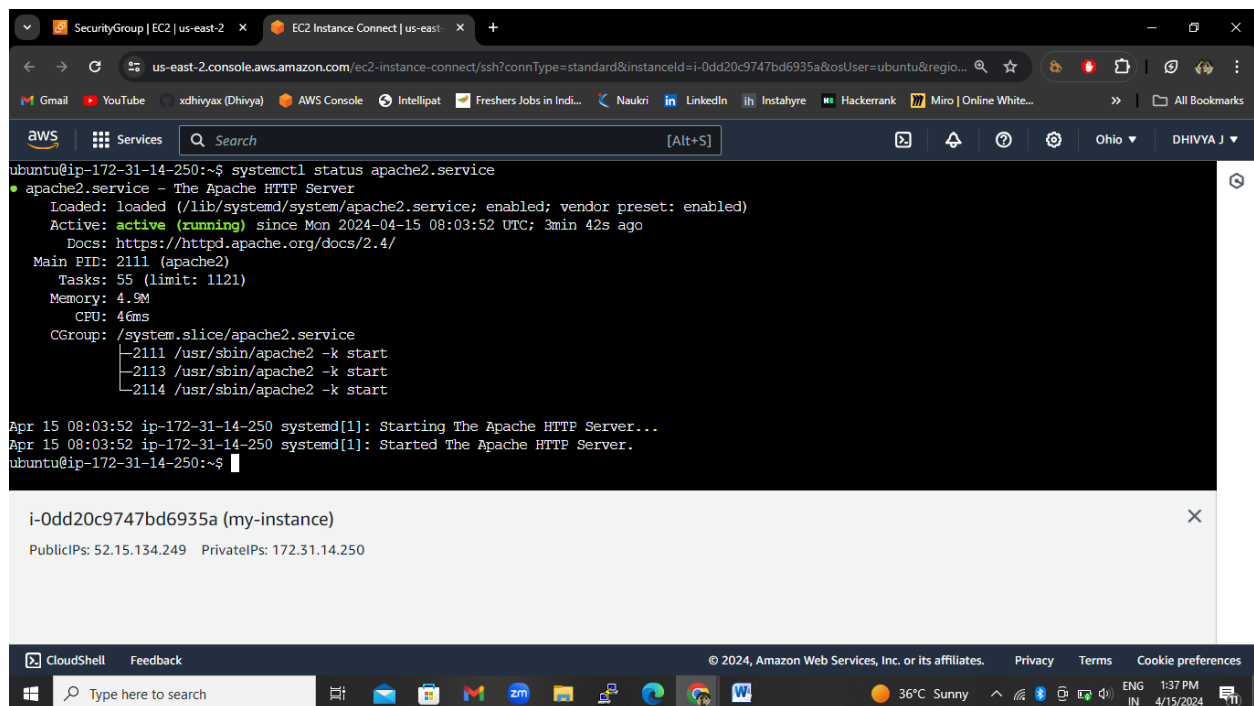 SecurityGroup | EC2 | us-east-2
EC2 Instance Connect | us-east-
us-east-2.console.aws.amazon.com/ec2-instance-connect/ssh?connType=standard&instanceId=i-0dd20c9747bd6935a&osUser=ubuntu&regio...
Gmail YouTube xdhivyax (Dhivya) AWS Console Intellipat Freshers Jobs in Indi... Naukri LinkedIn Instahyre Hackerrank Miro | Online White... » All Bookmarks
aws Services Search [Alt+S] Ohio ▼ DHIVYA J ▼
ubuntu@ip-172-31-14-250:~$ systemctl status apache2.service
● apache2.service - The Apache HTTP Server
Loaded: loaded (/lib/systemd/system/apache2.service; enabled; vendor preset: enabled)
Active: active (running) since Mon 2024-04-15 08:03:52 UTC; 3min 42s ago
Docs: https://httpd.apache.org/docs/2.4/
Main PID: 2111 (apache2)
Tasks: 55 (limit: 1121)
Memory: 4.9M
CPU: 46ms
CGroup: /system.slice/apache2.service
├─2111 /usr/sbin/apache2 -k start
├─2113 /usr/sbin/apache2 -k start
└─2114 /usr/sbin/apache2 -k start
Apr 15 08:03:52 ip-172-31-14-250 systemd[1]: Starting The Apache HTTP Server...
Apr 15 08:03:52 ip-172-31-14-250 systemd[1]: Started The Apache HTTP Server.
ubuntu@ip-172-31-14-250:~$
i-0dd20c9747bd6935a (my-instance)
PublicIPs: 52.15.134.249 PrivateIPs: 172.31.14.250
CloudShell Feedback © 2024, Amazon Web Services, Inc. or its affiliates. Privacy Terms Cookie preferences
Type here to search zm W 36°C Sunny ENG 1:37 PM
IN 4/15/2024